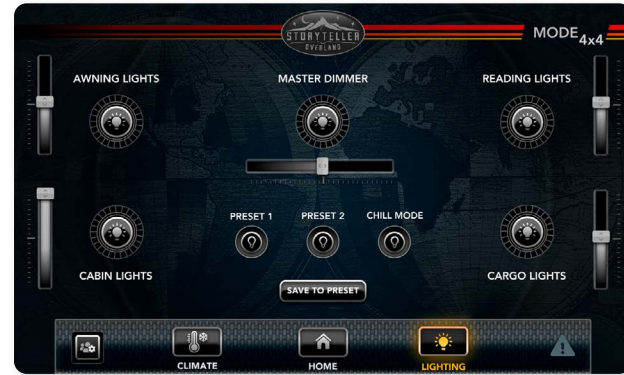 STORYTELLER
OVERLAND
MODE4x4
AWNING LIGHTS
MASTER DIMMER
READING LIGHTS
PRESET 1
PRESET 2
CHILL MODE
CABIN LIGHTS
CARGO LIGHTS
SAVE TO PRESET
CLIMATE
HOME
LIGHTING